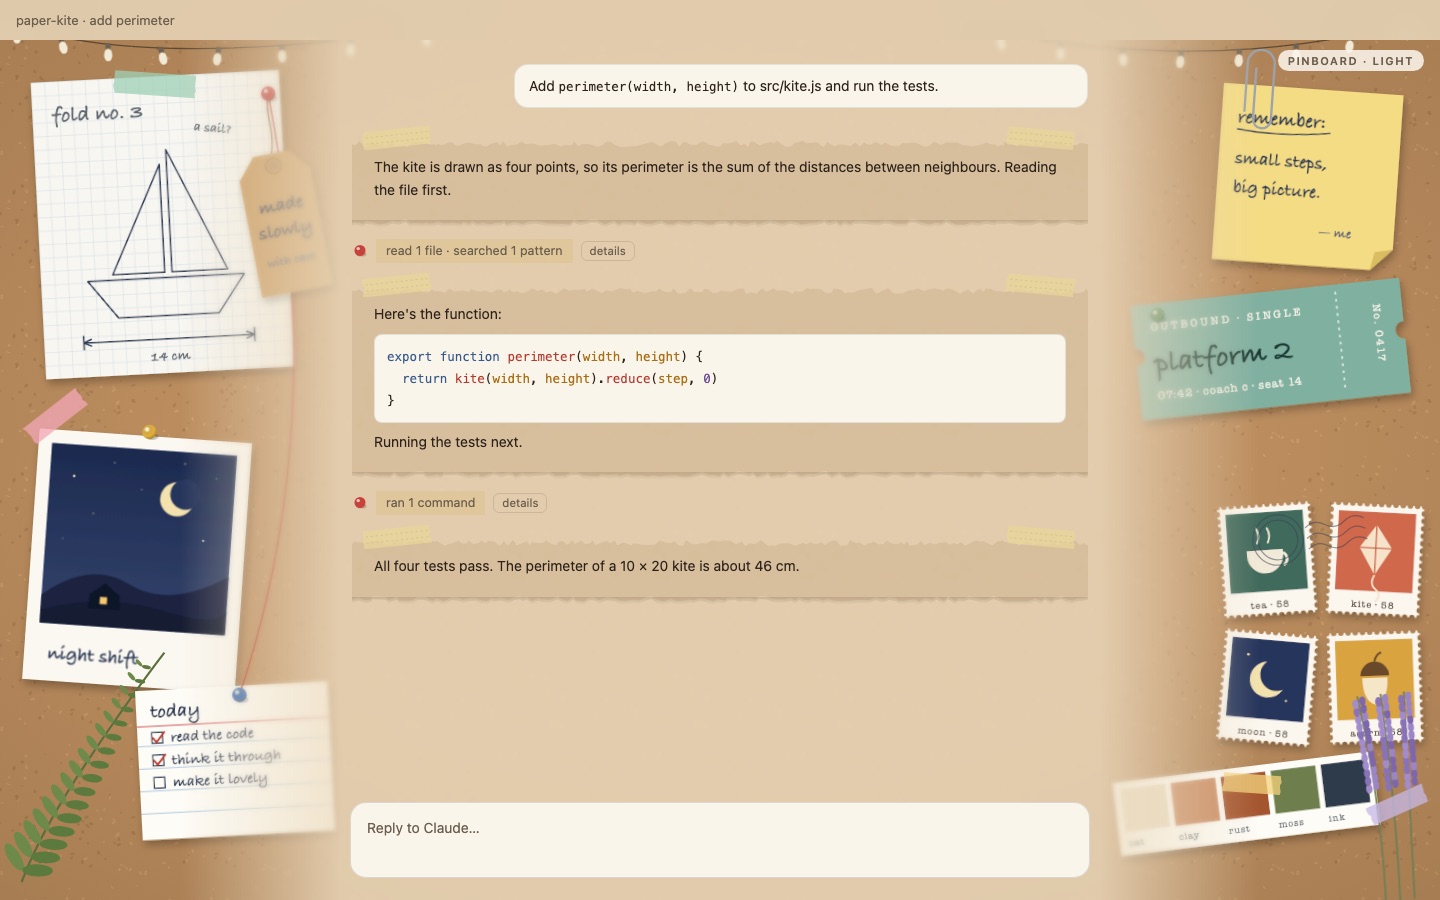 paper-kite · add perimeter
PINBOARD · LIGHT
fold no. 3
a sail?
14 cm
made
slowly
with care
night shift
today
read the code
think it through
make it lovely
Add perimeter(width, height) to src/kite.js and run the tests.
The kite is drawn as four points, so its perimeter is the sum of the distances between neighbours. Reading
the file first.
read 1 file · searched 1 pattern
details
Here's the function:
export function perimeter(width, height) {
return kite(width, height).reduce(step, 0)
}
Running the tests next.
ran 1 command
details
All four tests pass. The perimeter of a 10 × 20 kite is about 46 cm.
Reply to Claude...
remember:
small steps,
big picture.
— me
OUTBOUND · SINGLE
platform 2
07:42 · coach c · seat 14
No. 0417
tea · 58
kite · 58
moon · 58
acorn · 58
oat
clay
rust
moss
ink